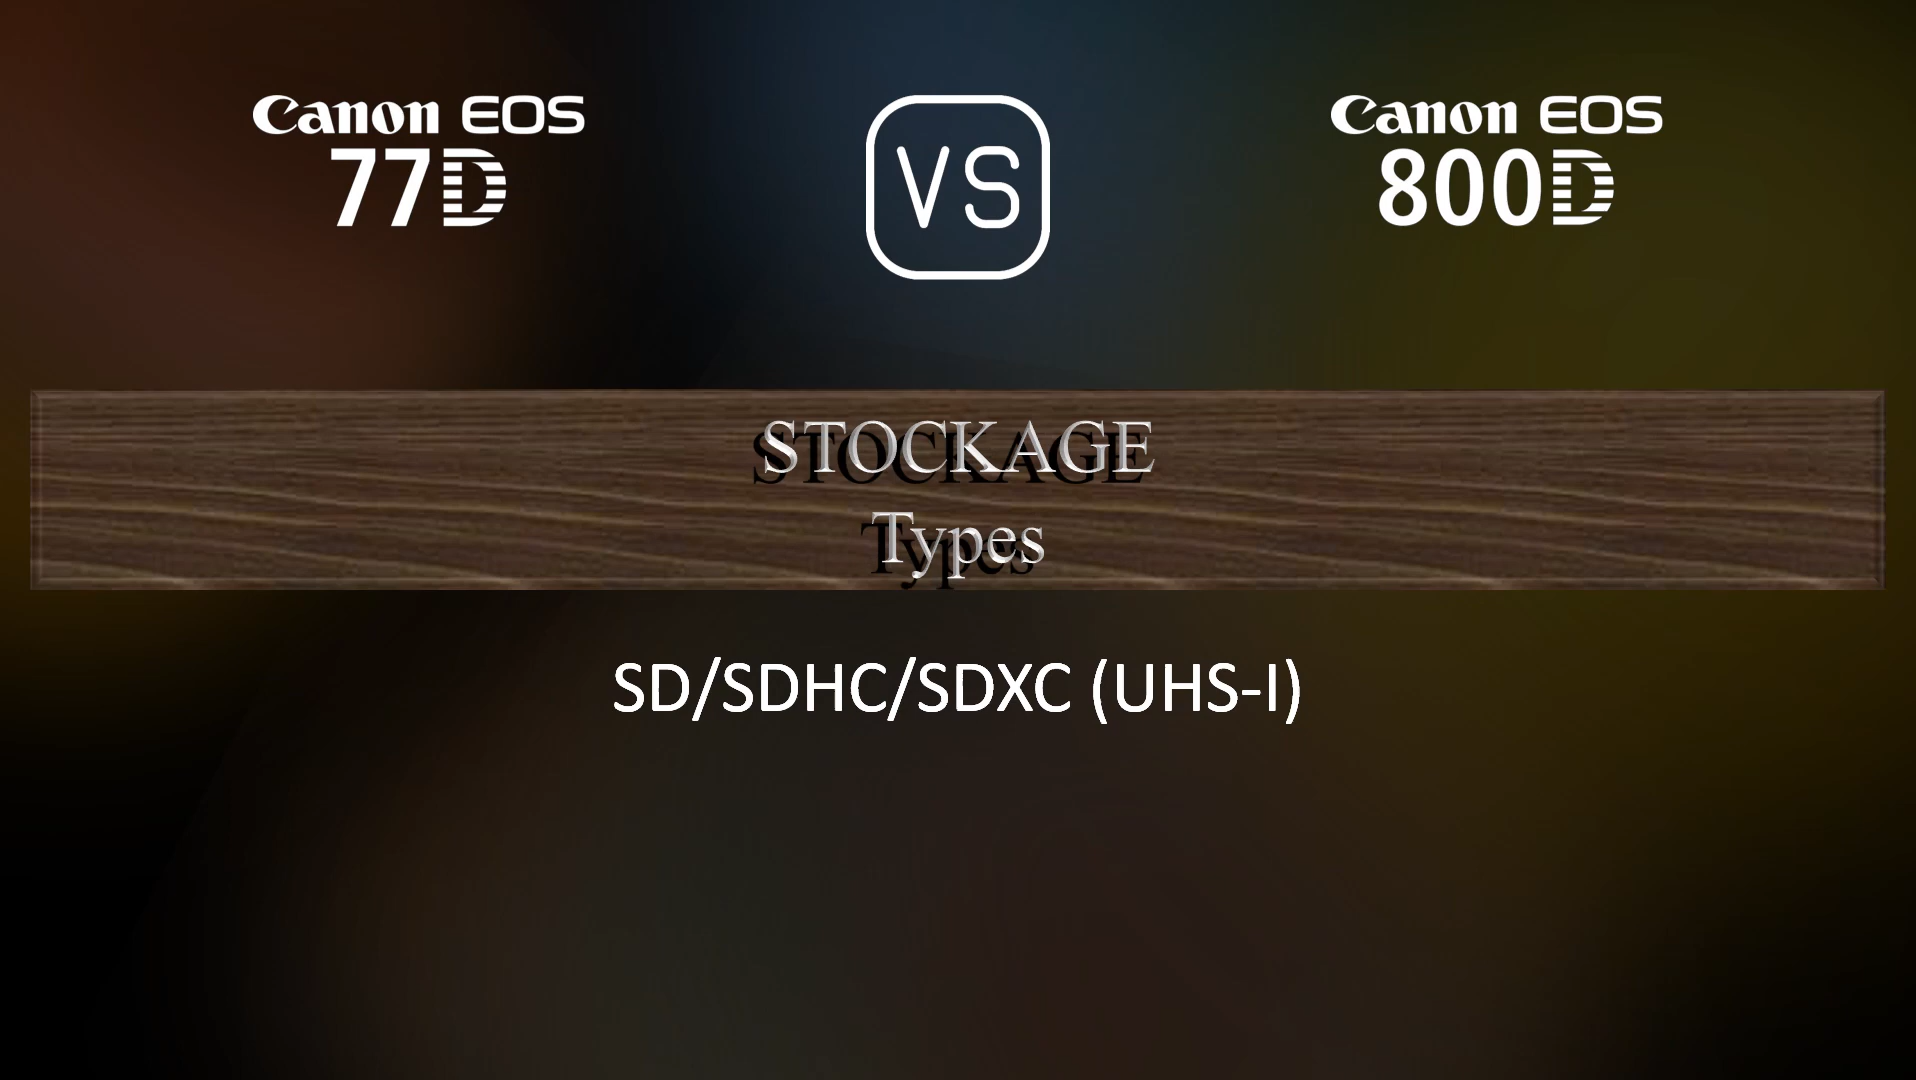 Canon EOS
77D
VS
Canon EOS
800D
STOCKAGE
Types
SD/SDHC/SDXC (UHS-I)